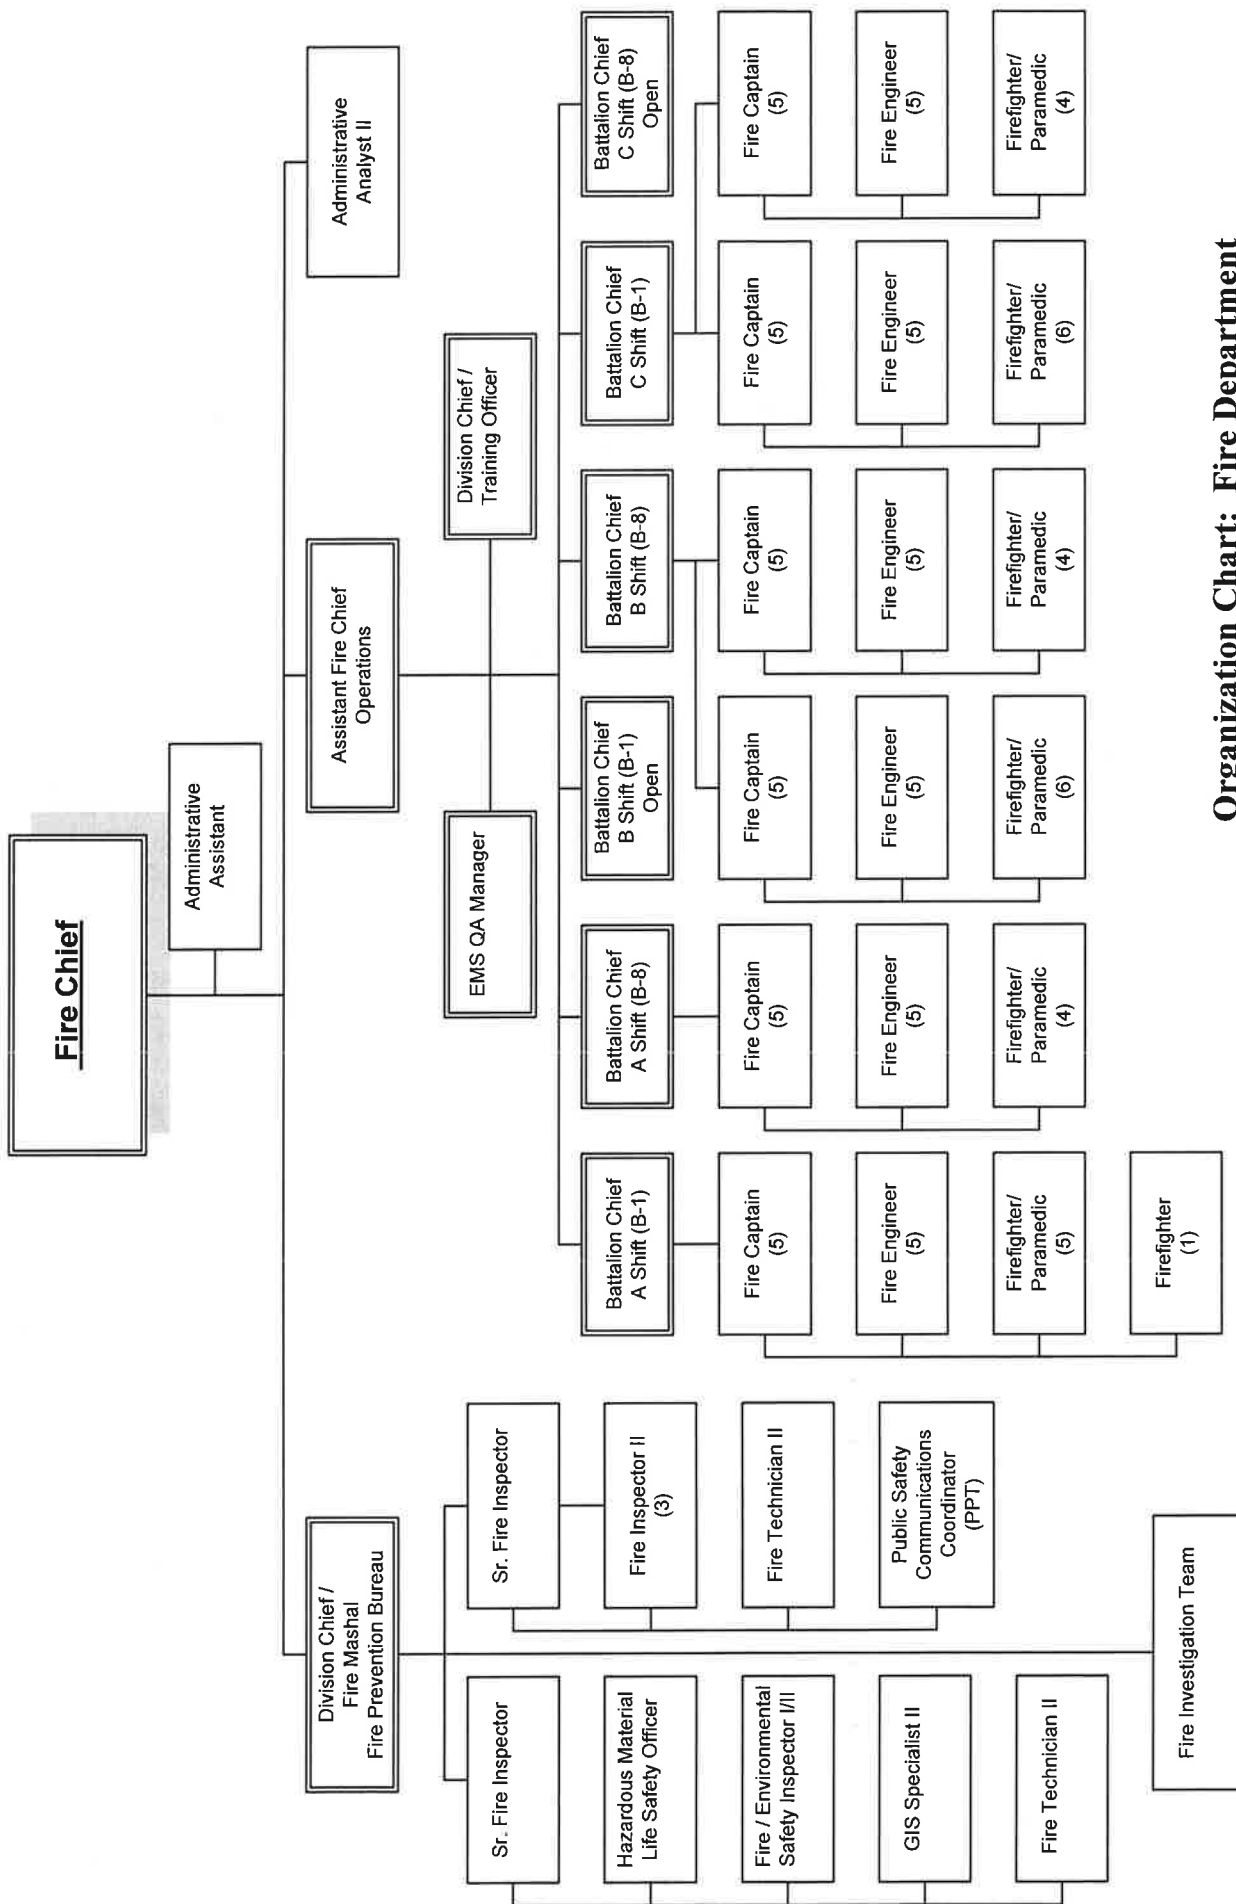 Fire Chief
Administrative
Assistant
Division Chief /
Fire Mashal
Fire Prevention Bureau
Assistant Fire Chief
Operations
Administrative
Analyst II
EMS QA Manager
Division Chief /
Training Officer
Sr. Fire Inspector
Hazardous Material
Life Safety Officer
Fire / Environmental
Safety Inspector I/II
GIS Specialist II
Fire Technician II
Sr. Fire Inspector
Fire Inspector II
(3)
Fire Technician II
Public Safety
Communications
Coordinator
(PPT)
Fire Investigation Team
Battalion Chief
A Shift (B-1)
Fire Captain
(5)
Fire Engineer
(5)
Firefighter/
Paramedic
(5)
Firefighter
(1)
Battalion Chief
A Shift (B-8)
Fire Captain
(5)
Fire Engineer
(5)
Firefighter/
Paramedic
(4)
Battalion Chief
B Shift (B-1)
Open
Fire Captain
(5)
Fire Engineer
(5)
Firefighter/
Paramedic
(6)
Battalion Chief
B Shift (B-8)
Fire Captain
(5)
Fire Engineer
(5)
Firefighter/
Paramedic
(4)
Battalion Chief
C Shift (B-1)
Fire Captain
(5)
Fire Engineer
(5)
Firefighter/
Paramedic
(6)
Battalion Chief
C Shift (B-8)
Open
Fire Captain
(5)
Fire Engineer
(5)
Firefighter/
Paramedic
(4)
Organization Chart: Fire Department